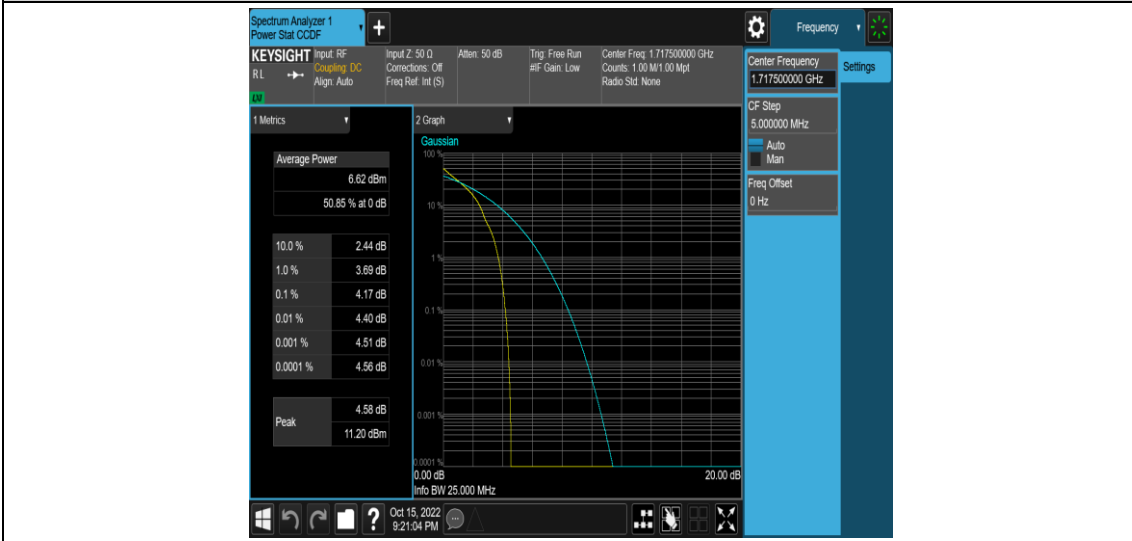 Spectrum Analyzer 1
Power Stat CCDF
+
Frequency
KEYSIGHT
RL
LM
Input: RF
Coupling: DC
Align: Auto
Input Z: 50 Ω
Corrections: Off
Freq Ref: Int (S)
Atten: 50 dB
Trig: Free Run
#IF Gain: Low
Center Freq: 1.717500000 GHz
Counts: 1.00 M/1.00 Mpt
Radio Std: None
Center Frequency
1.717500000 GHz
Settings
CF Step
5.000000 MHz
Auto
Man
Freq Offset
0 Hz
1 Metrics
Average Power
6.62 dBm
50.85 % at 0 dB
10.0 % 2.44 dB
1.0 % 3.69 dB
0.1 % 4.17 dB
0.01 % 4.40 dB
0.001 % 4.51 dB
0.0001 % 4.56 dB
Peak
4.58 dB
11.20 dBm
2 Graph
Gaussian
100 %
10 %
1 %
0.1 %
0.01 %
0.001 %
0.0001 %
0.00 dB
20.00 dB
Info BW 25.000 MHz
?
Oct 15, 2022
9:21:04 PM